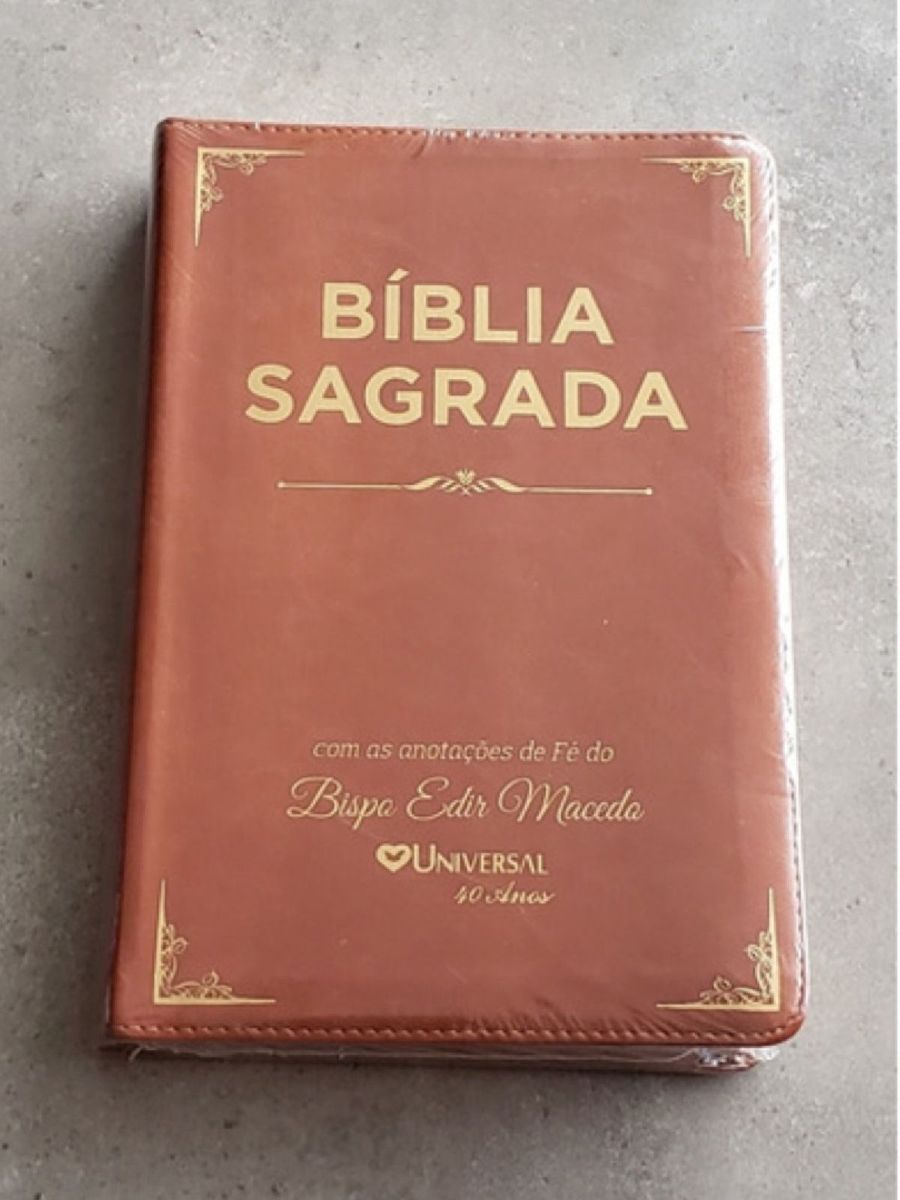 BÍBLIA
SAGRADA
com as anotações de Fé do
Bispo Edir Macedo
UNIVERSAL
40 Anos